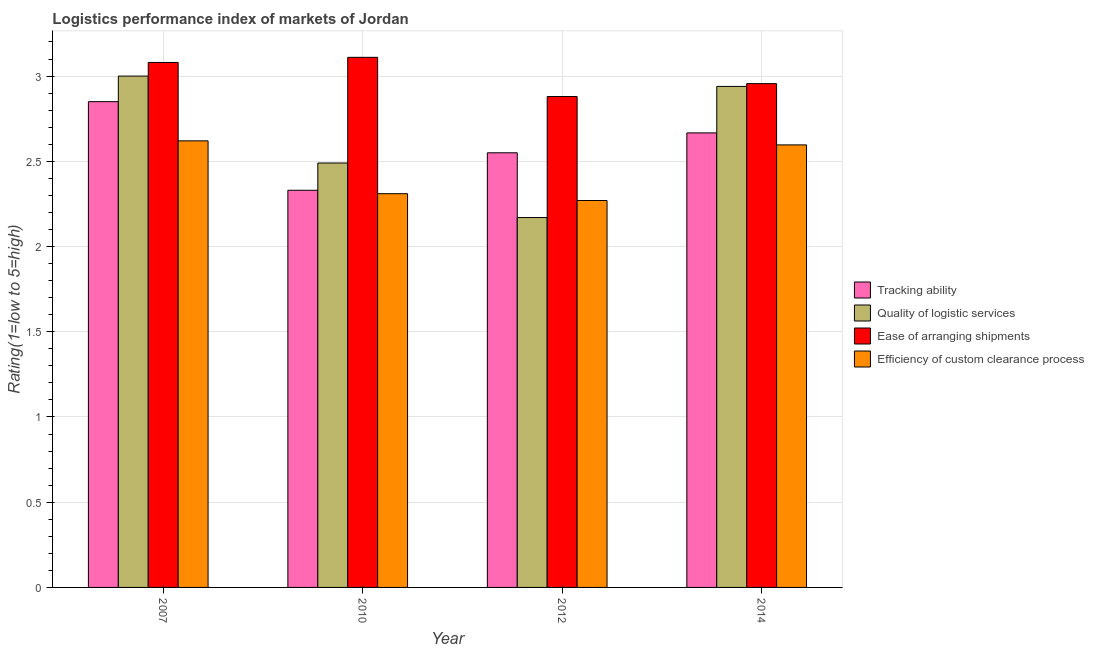 Logistics performance index of markets of Jordan
Rating(1=low to 5=high)
3
2.5
2
1.5
1
0.5
0
2007
2010
2012
2014
Year
Tracking ability
Quality of logistic services
Ease of arranging shipments
Efficiency of custom clearance process